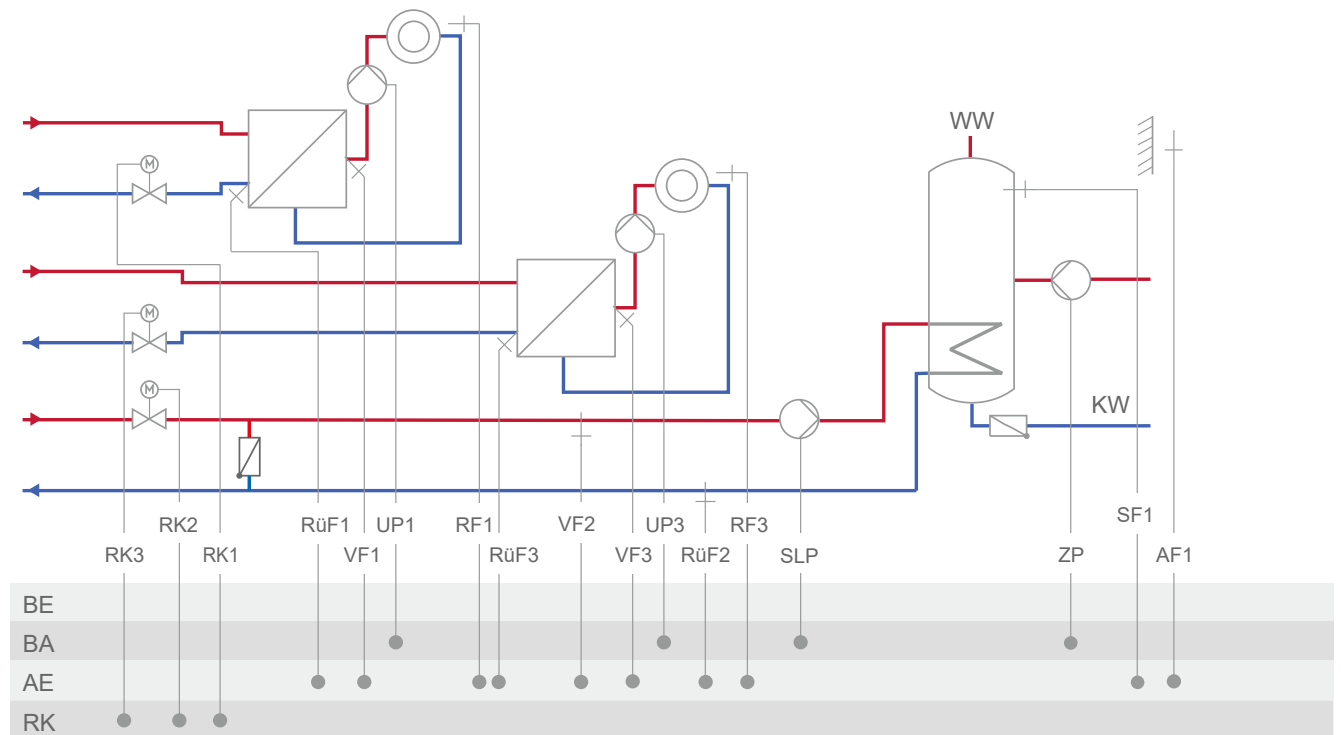 M
WW
M
M
M
KW
RK2 RüF1 UP1 RF1 VF2 UP3 RF3 SF1
RK3 RK1 VF1 RüF3 VF3 RüF2 SLP ZP AF1
BE
BA
AE
RK